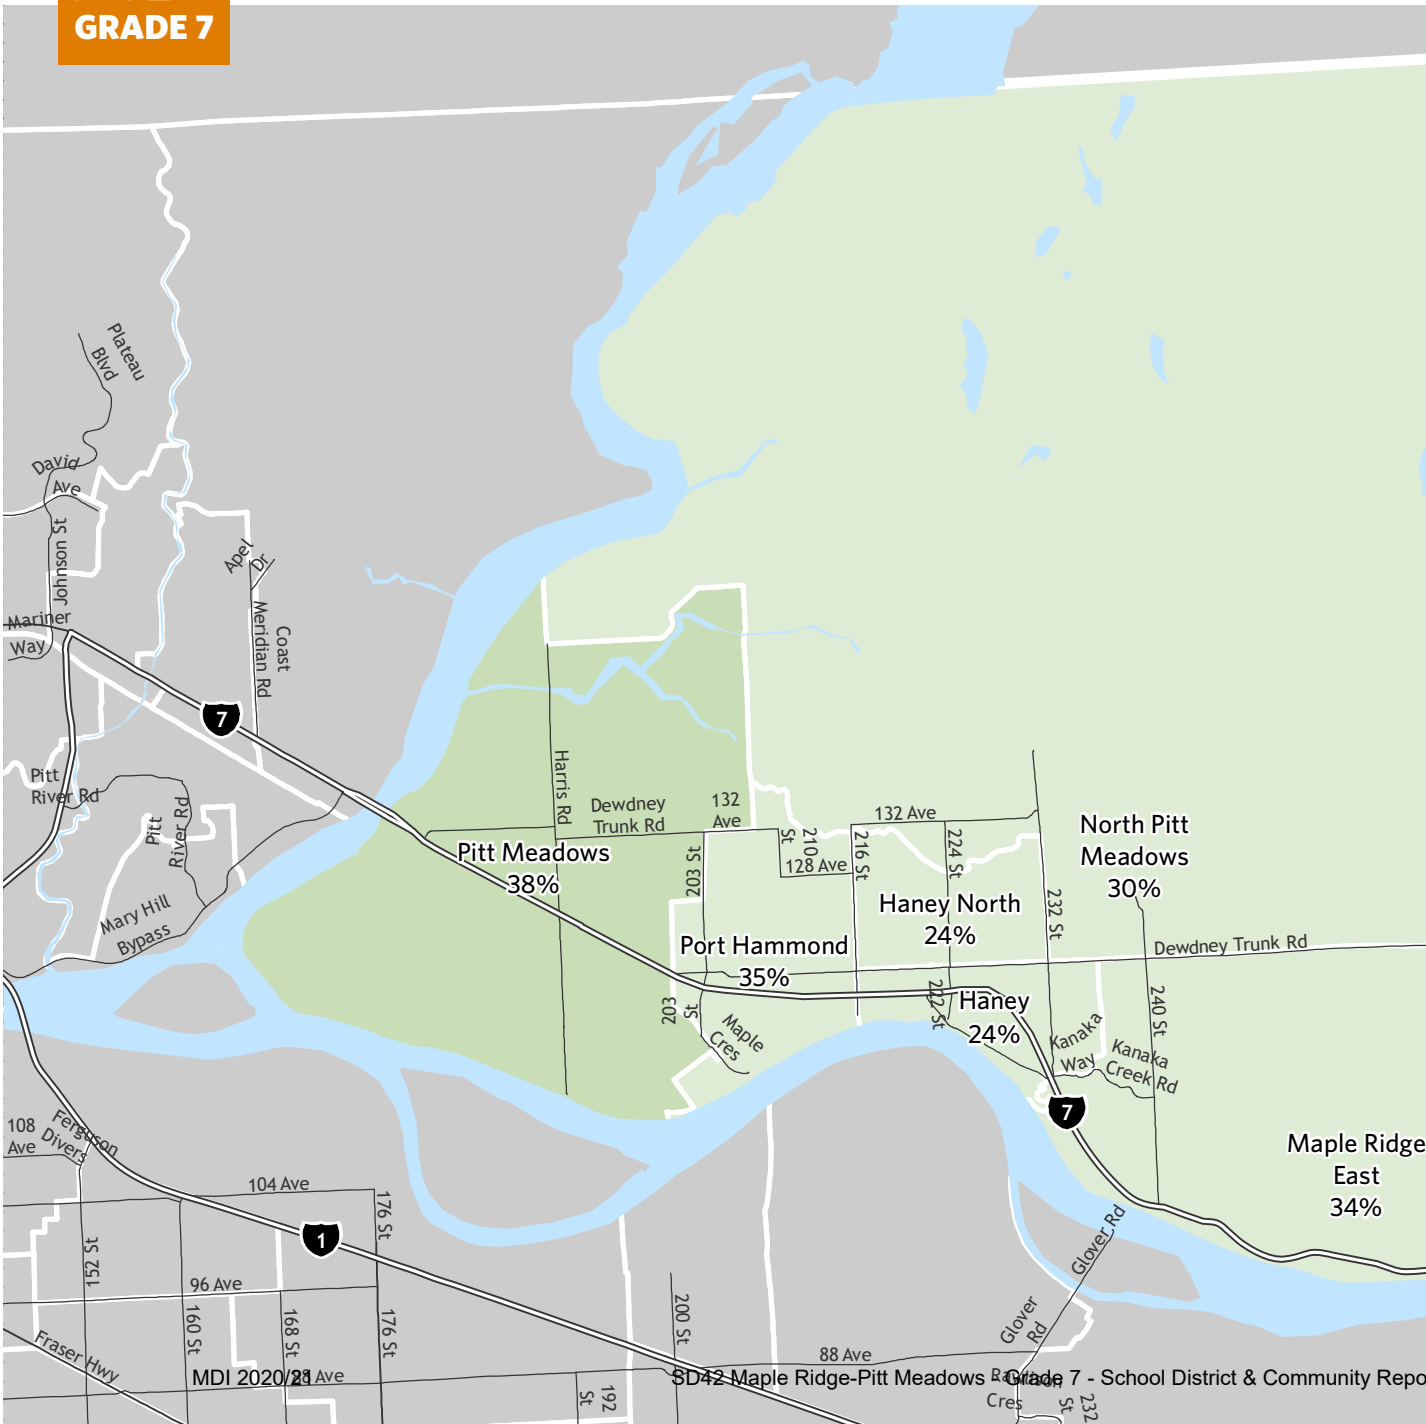 GRADE 7
Plateau
Blvd
David
Ave
Johnson St
Apel
Dr
Mariner
Way
Coast
Meridian Rd
7
Pitt
River Rd
Pitt
River Rd
Mary Hill
Bypass
Harris Rd
Dewdney
Trunk Rd
132
Ave
132 Ave
210
St
128 Ave
216 St
224 St
203 St
Pitt Meadows
38%
North Pitt
Meadows
30%
Haney North
24%
232 St
Port Hammond
35%
Dewdney Trunk Rd
203
St
Maple
Cres
222 St
Haney
24%
Kanaka
Way
Kanaka
Creek Rd
240 St
7
108
Ave
Ferguson
Divers
Maple Ridge
East
34%
104 Ave
176 St
1
152 St
96 Ave
160 St
168 St
176 St
200 St
Glover Rd
Glover
Rd
Fraser Hwy
88 Ave
88 Ave
192
St
Cres
232
St
MDI 2020/21
SD42 Maple Ridge-Pitt Meadows - Grade 7 - School District & Community Repo